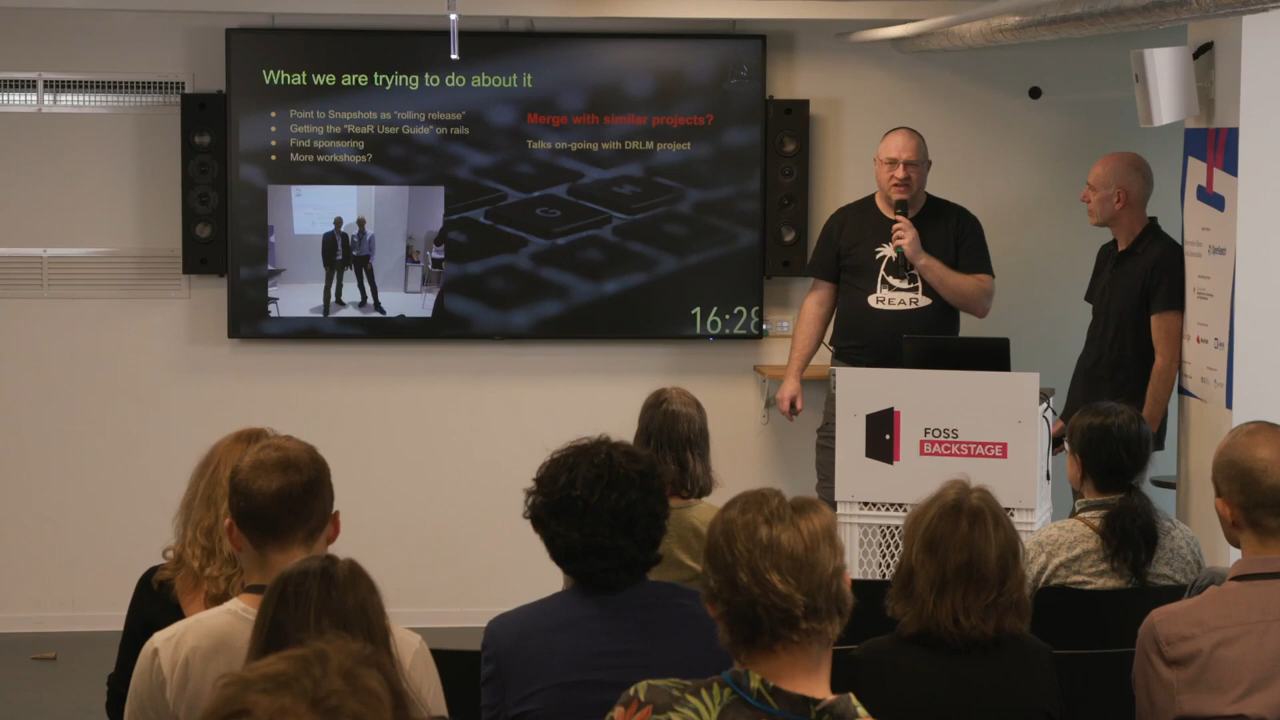 What we are trying to do about it
Point to Snapshots as "rolling release"
Getting the "ReaR User Guide" on rails
Find sponsoring
More workshops?
Merge with similar projects?
Talks on-going with DRLM project
16:28
REAR
FOSS
BACKSTAGE